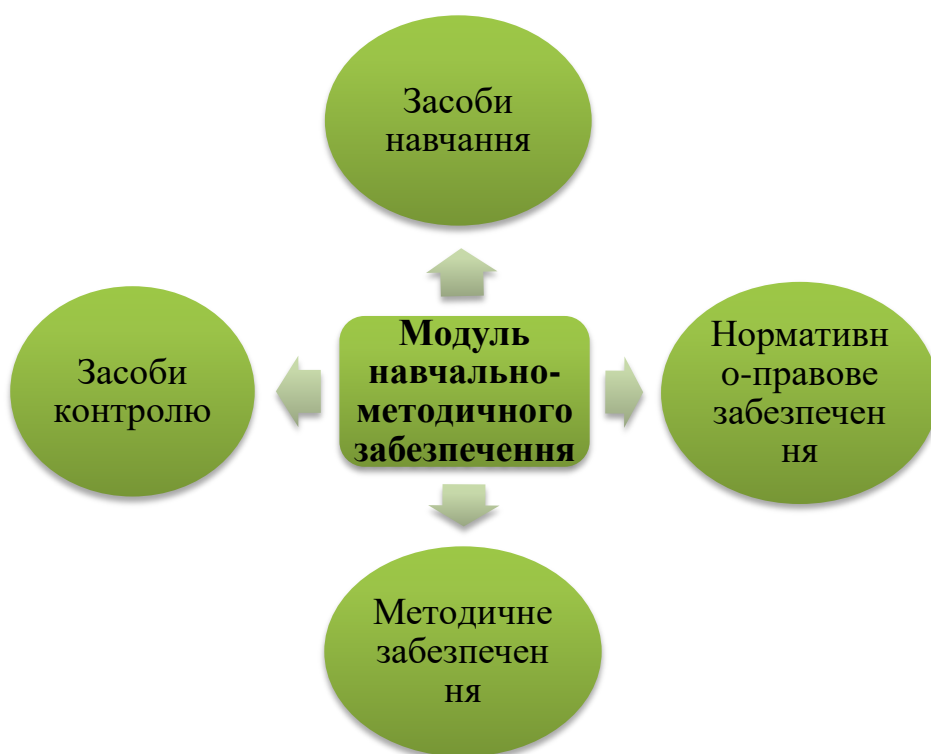 Засоби
навчання
Модуль
навчально-
методичного
забезпечення
Засоби
контролю
Нормативн
о-правове
забезпечен
ня
Методичне
забезпечен
ня